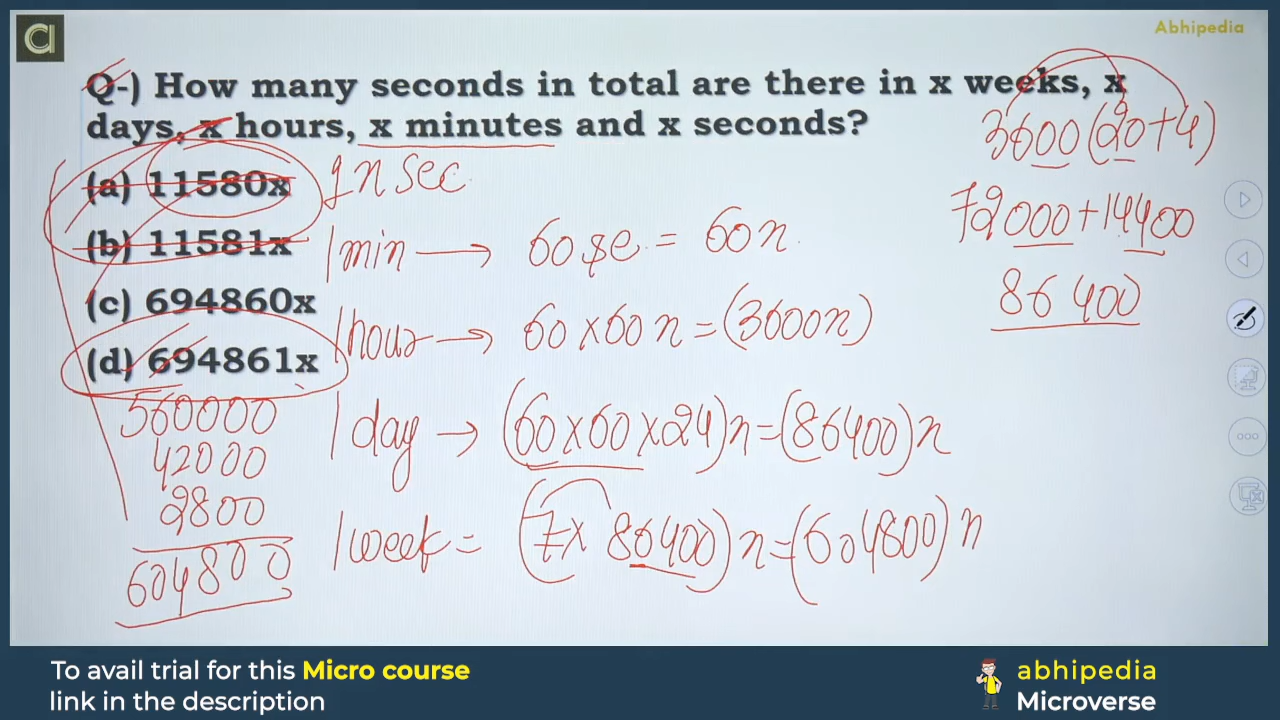 Abhipedia
Q-) How many seconds in total are there in x weeks, x
days, x hours, x minutes and x seconds?
(a) 11580x
(b) 11581x
(c) 694860x
(d) 694861x
1x sec
1 min → 60 se = 60x
1 hour → 60 × 60 x = (3600x)
1 day → (60 × 60 × 24) x = (86400) x
1 week = (7 × 86400) x = (604800) x
3600 (20 + 4)
72000 + 14400
86400
560000
42000
2800
604800
To avail trial for this Micro course
link in the description
abhipedia
Microverse